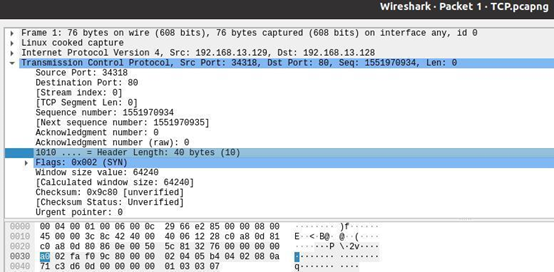 Wireshark · Packet 1 · TCP.pcapng
Frame 1: 76 bytes on wire (608 bits), 76 bytes captured (608 bits) on interface any, id 0
Linux cooked capture
Internet Protocol Version 4, Src: 192.168.13.129, Dst: 192.168.13.128
Transmission Control Protocol, Src Port: 34318, Dst Port: 80, Seq: 1551970934, Len: 0
Source Port: 34318
Destination Port: 80
[Stream index: 0]
[TCP Segment Len: 0]
Sequence number: 1551970934
[Next sequence number: 1551970935]
Acknowledgment number: 0
Acknowledgment number (raw): 0
1010 .... = Header Length: 40 bytes (10)
Flags: 0x002 (SYN)
Window size value: 64240
[Calculated window size: 64240]
Checksum: 0x9c80 [unverified]
[Checksum Status: Unverified]
Urgent pointer: 0
0000 00 04 00 01 00 06 00 0c 29 66 e2 85 00 00 08 00 ········ )f······
0010 45 00 00 3c 8c 42 40 00 40 06 12 28 c0 a8 0d 81 E··<·B@· @··(····
0020 c0 a8 0d 80 86 0e 00 50 5c 81 32 76 00 00 00 00 ·······P \·2v····
0030 a0 02 fa f0 9c 80 00 00 02 04 05 b4 04 02 08 0a ········ ········
0040 71 c3 d6 0d 00 00 00 00 01 03 03 07 q······· ····